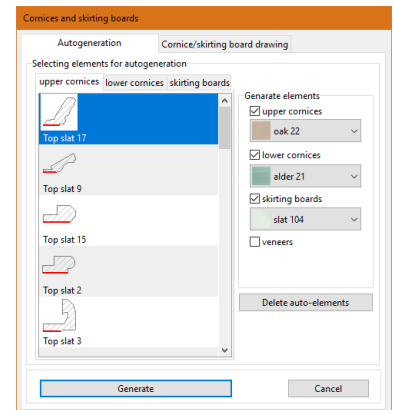 Cornices and skirting boards
Autogeneration
Cornice/skirting board drawing
Selecting elements for autogeneration
upper cornices lower cornices skirting boards
Top slat 17
Top slat 9
Top slat 15
Top slat 2
Top slat 3
Genarate elements
upper cornices
oak 22
lower cornices
alder 21
skirting boards
slat 104
veneers
Delete auto-elements
Generate
Cancel